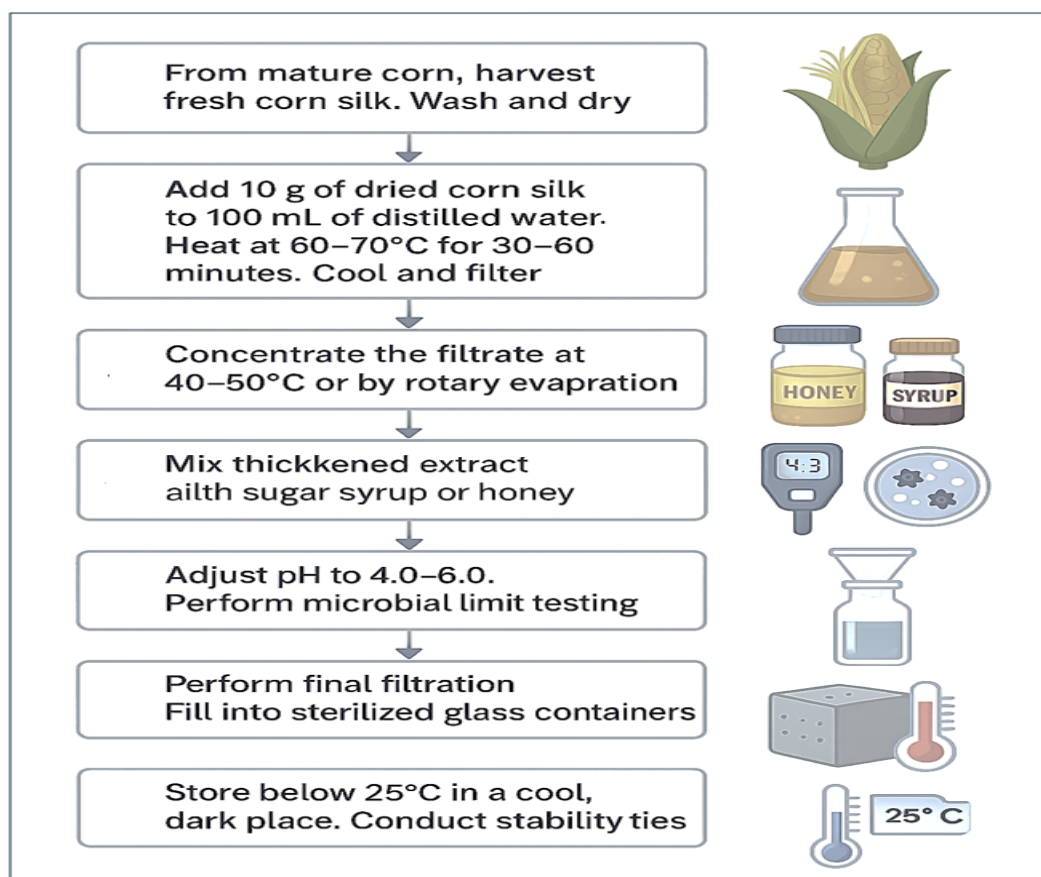 From mature corn, harvest
fresh corn silk. Wash and dry
Add 10 g of dried corn silk
to 100 mL of distilled water.
Heat at 60–70°C for 30–60
minutes. Cool and filter
Concentrate the filtrate at
40–50°C or by rotary evapration
HONEY
SYRUP
Mix thickkened extract
ailth sugar syrup or honey
4:3
Adjust pH to 4.0–6.0.
Perform microbial limit testing
Perform final filtration
Fill into sterilized glass containers
Store below 25°C in a cool,
dark place. Conduct stability ties
25° C